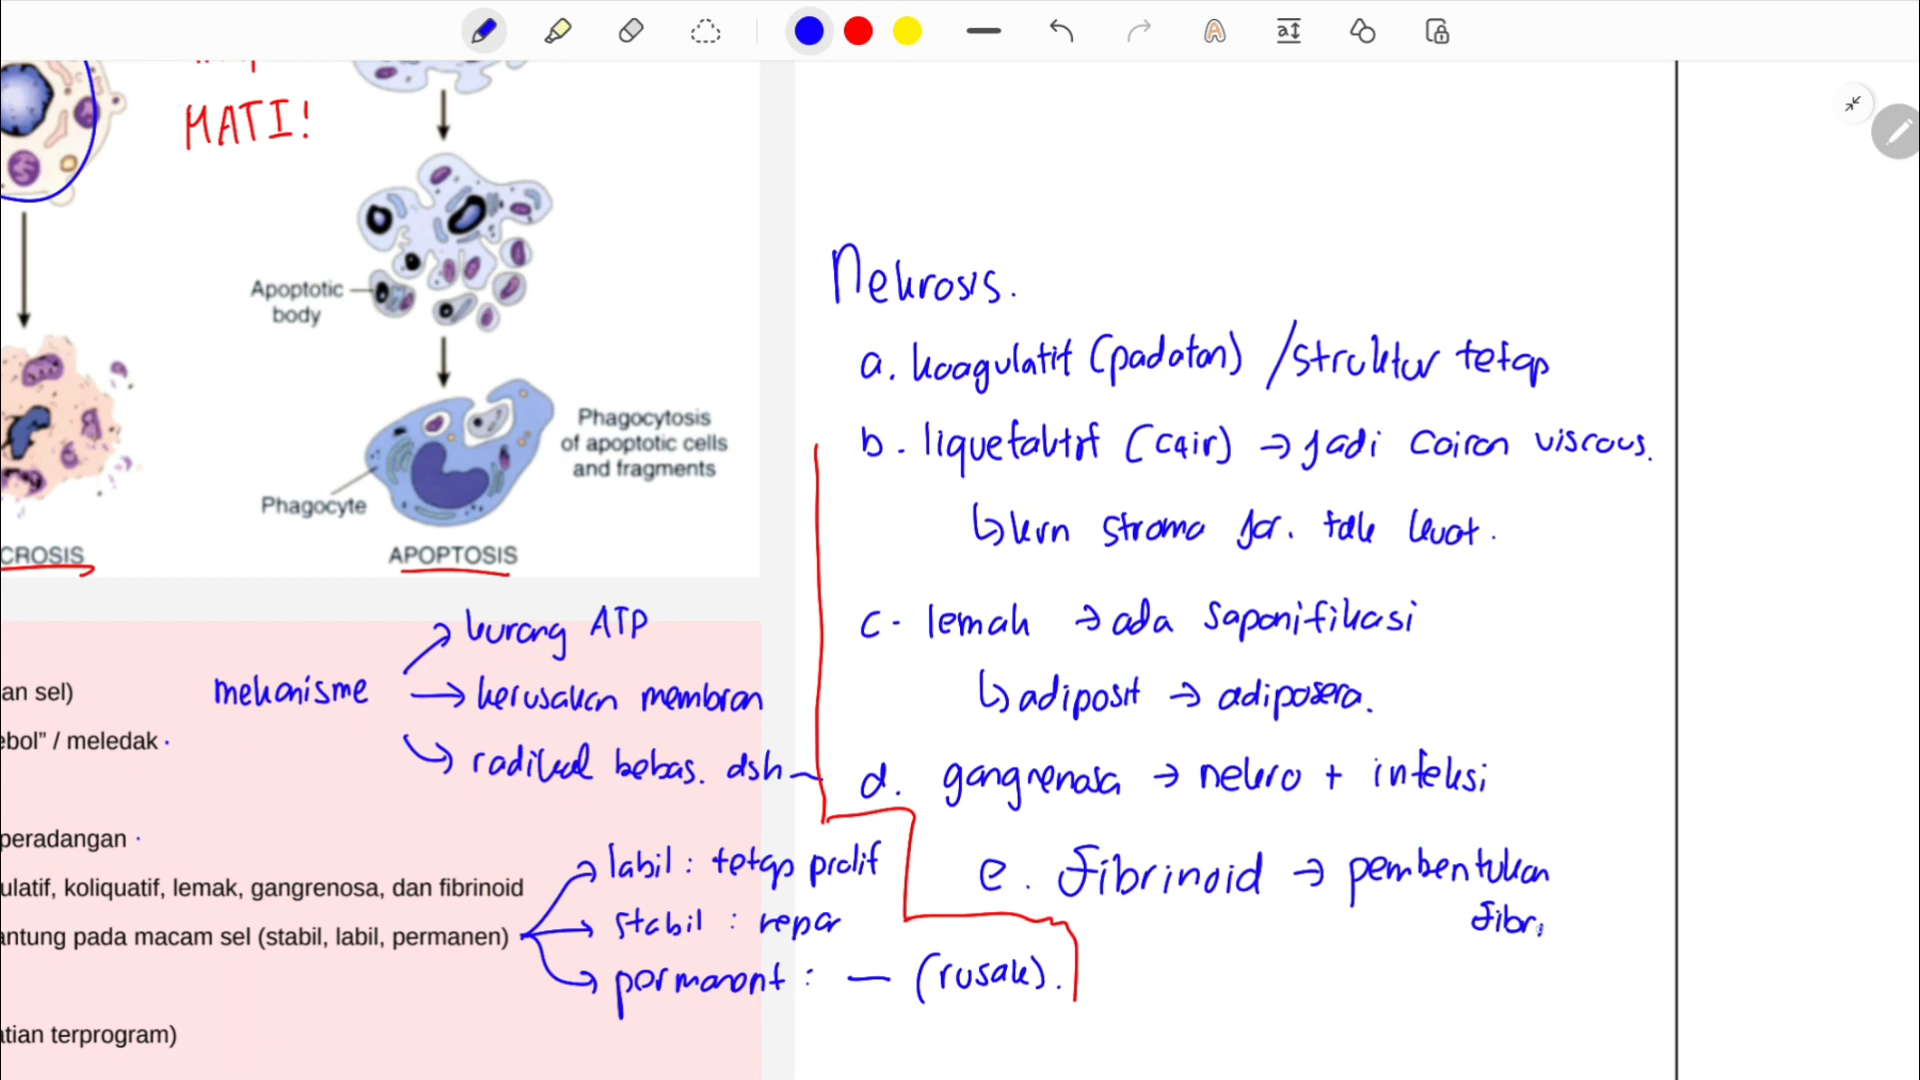 MATI!
Apoptotic
body
Phagocytosis
of apoptotic cells
and fragments
Phagocyte
CROSIS
APOPTOSIS
an sel)
ebol” / meledak
peradangan
ulatif, koliquatif, lemak, gangrenosa, dan fibrinoid
antung pada macam sel (stabil, labil, permanen)
atian terprogram)
mekanisme
→ kurang ATP
→ kerusakan membran
→ radikal bebas. dsh
→ labil : tetap prolif
→ stabil : repar
→ permanent : — (rusak).
Nekrosis.
a. koagulatif (padatan) / struktur tetap
b. liquefaktif (cair) → jadi cairan viscous.
↳ krn stroma jar. tdk kuat.
c. lemak → ada saponifikasi
↳ adiposit → adiposera.
d. gangrenosa → nekro + infeksi
e. Fibrinoid → pembentukan
fibri